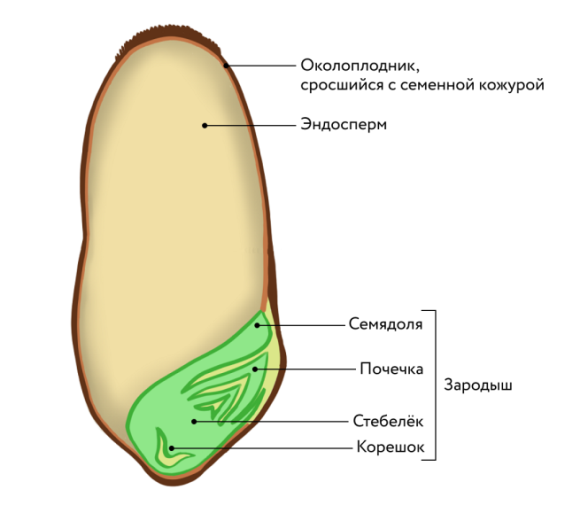 Околоплодник,
сросшийся с семенной кожурой
Эндосперм
Семядоля
Почечка
Зародыш
Стебелёк
Корешок